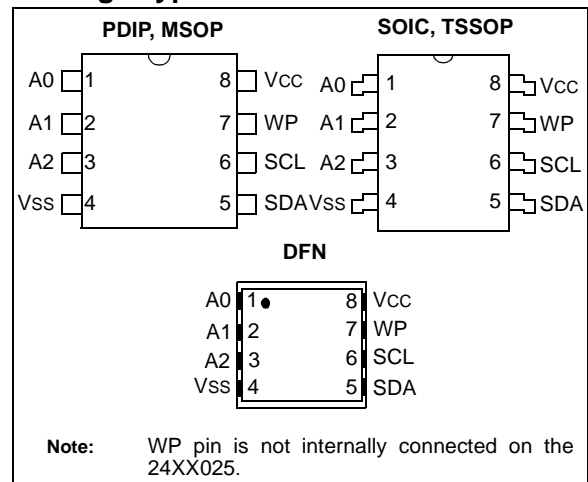 PDIP, MSOP SOIC, TSSOP
A0 1 8 VCC A0 1 8 VCC
A1 2 7 WP A1 2 7 WP
A2 3 6 SCL A2 3 6 SCL
VSS 4 5 SDA VSS 4 5 SDA
DFN
A0 1 8 VCC
A1 2 7 WP
A2 3 6 SCL
VSS 4 5 SDA
Note: WP pin is not internally connected on the
24XX025.